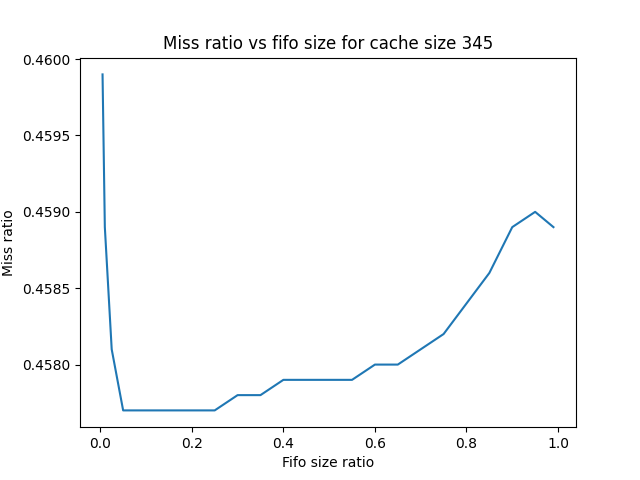 Miss ratio vs fifo size for cache size 345
0.4600
0.4595
0.4590
0.4585
0.4580
Miss ratio
0.0 0.2 0.4 0.6 0.8 1.0
Fifo size ratio